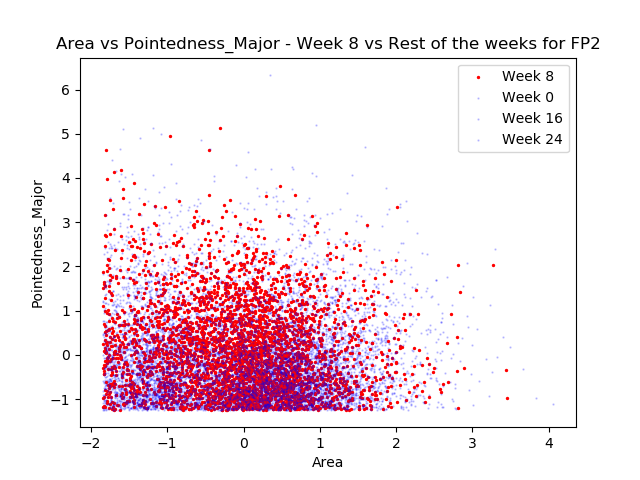 Area vs Pointedness_Major - Week 8 vs Rest of the weeks for FP2
Week 8
Week 0
Week 16
Week 24
6
5
4
3
2
1
0
−1
Pointedness_Major
−2 −1 0 1 2 3 4
Area